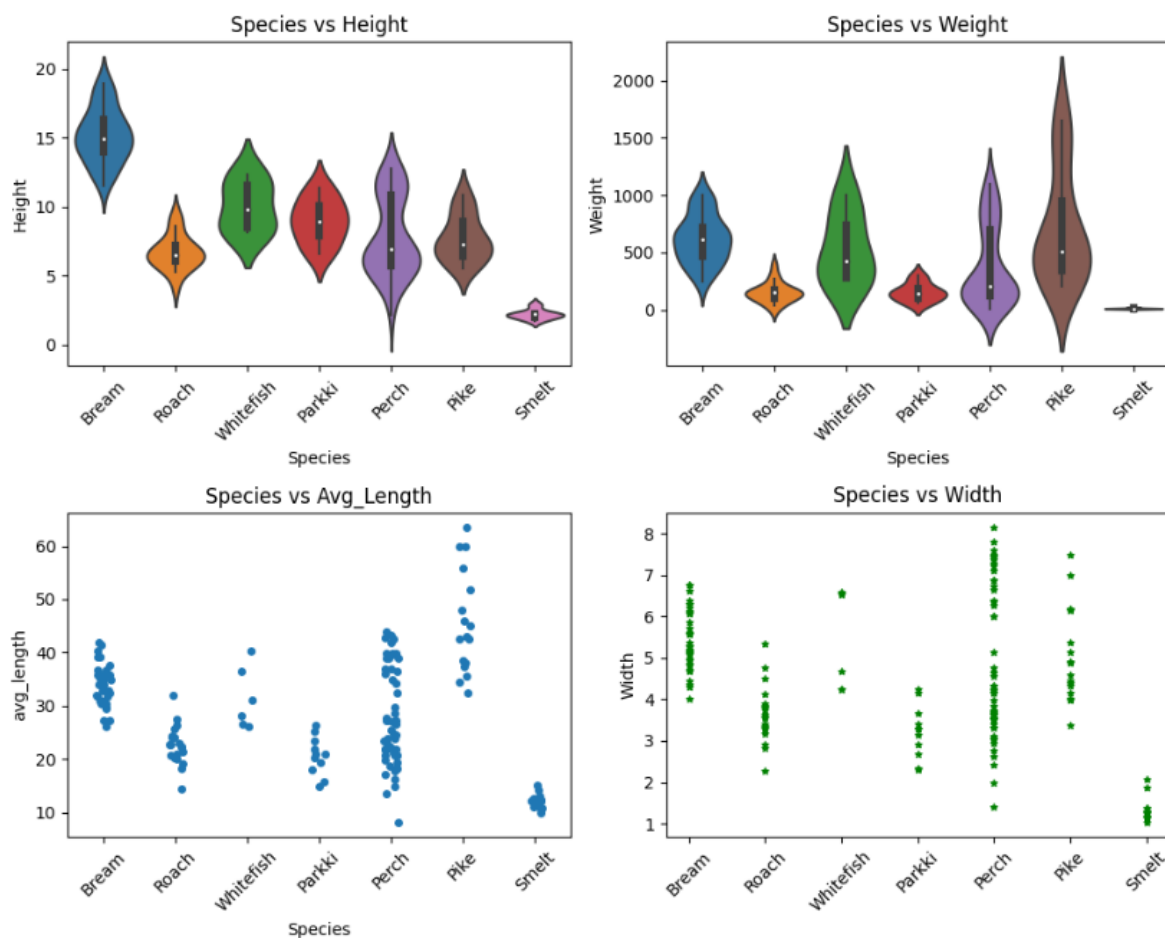 Species vs Height
Height
20
15
10
5
0
Bream
Roach
Whitefish
Parkki
Perch
Pike
Smelt
Species
Species vs Weight
Weight
2000
1500
1000
500
0
Bream
Roach
Whitefish
Parkki
Perch
Pike
Smelt
Species
Species vs Avg_Length
avg_length
60
50
40
30
20
10
Bream
Roach
Whitefish
Parkki
Perch
Pike
Smelt
Species
Species vs Width
Width
8
7
6
5
4
3
2
1
Bream
Roach
Whitefish
Parkki
Perch
Pike
Smelt